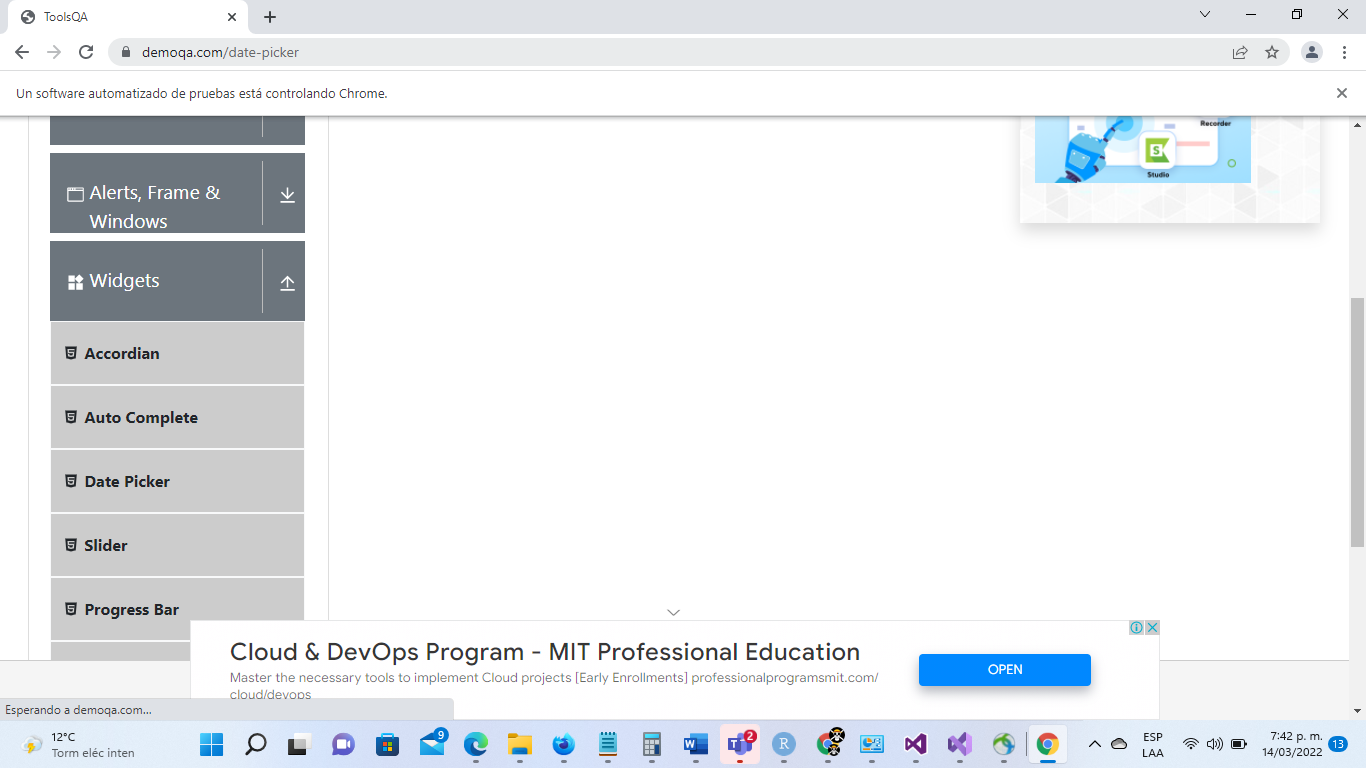 ToolsQA
demoqa.com/date-picker
Un software automatizado de pruebas está controlando Chrome.
Recorder
S
Studio
Alerts, Frame &
Windows
Widgets
Accordian
Auto Complete
Date Picker
Slider
Progress Bar
Cloud & DevOps Program - MIT Professional Education
Master the necessary tools to implement Cloud projects [Early Enrollments] professionalprogramsmit.com/
cloud/devops
OPEN
Esperando a demoqa.com...
12°C
Torm eléc inten
9
2
R
ESP
LAA
7:42 p. m.
14/03/2022
13